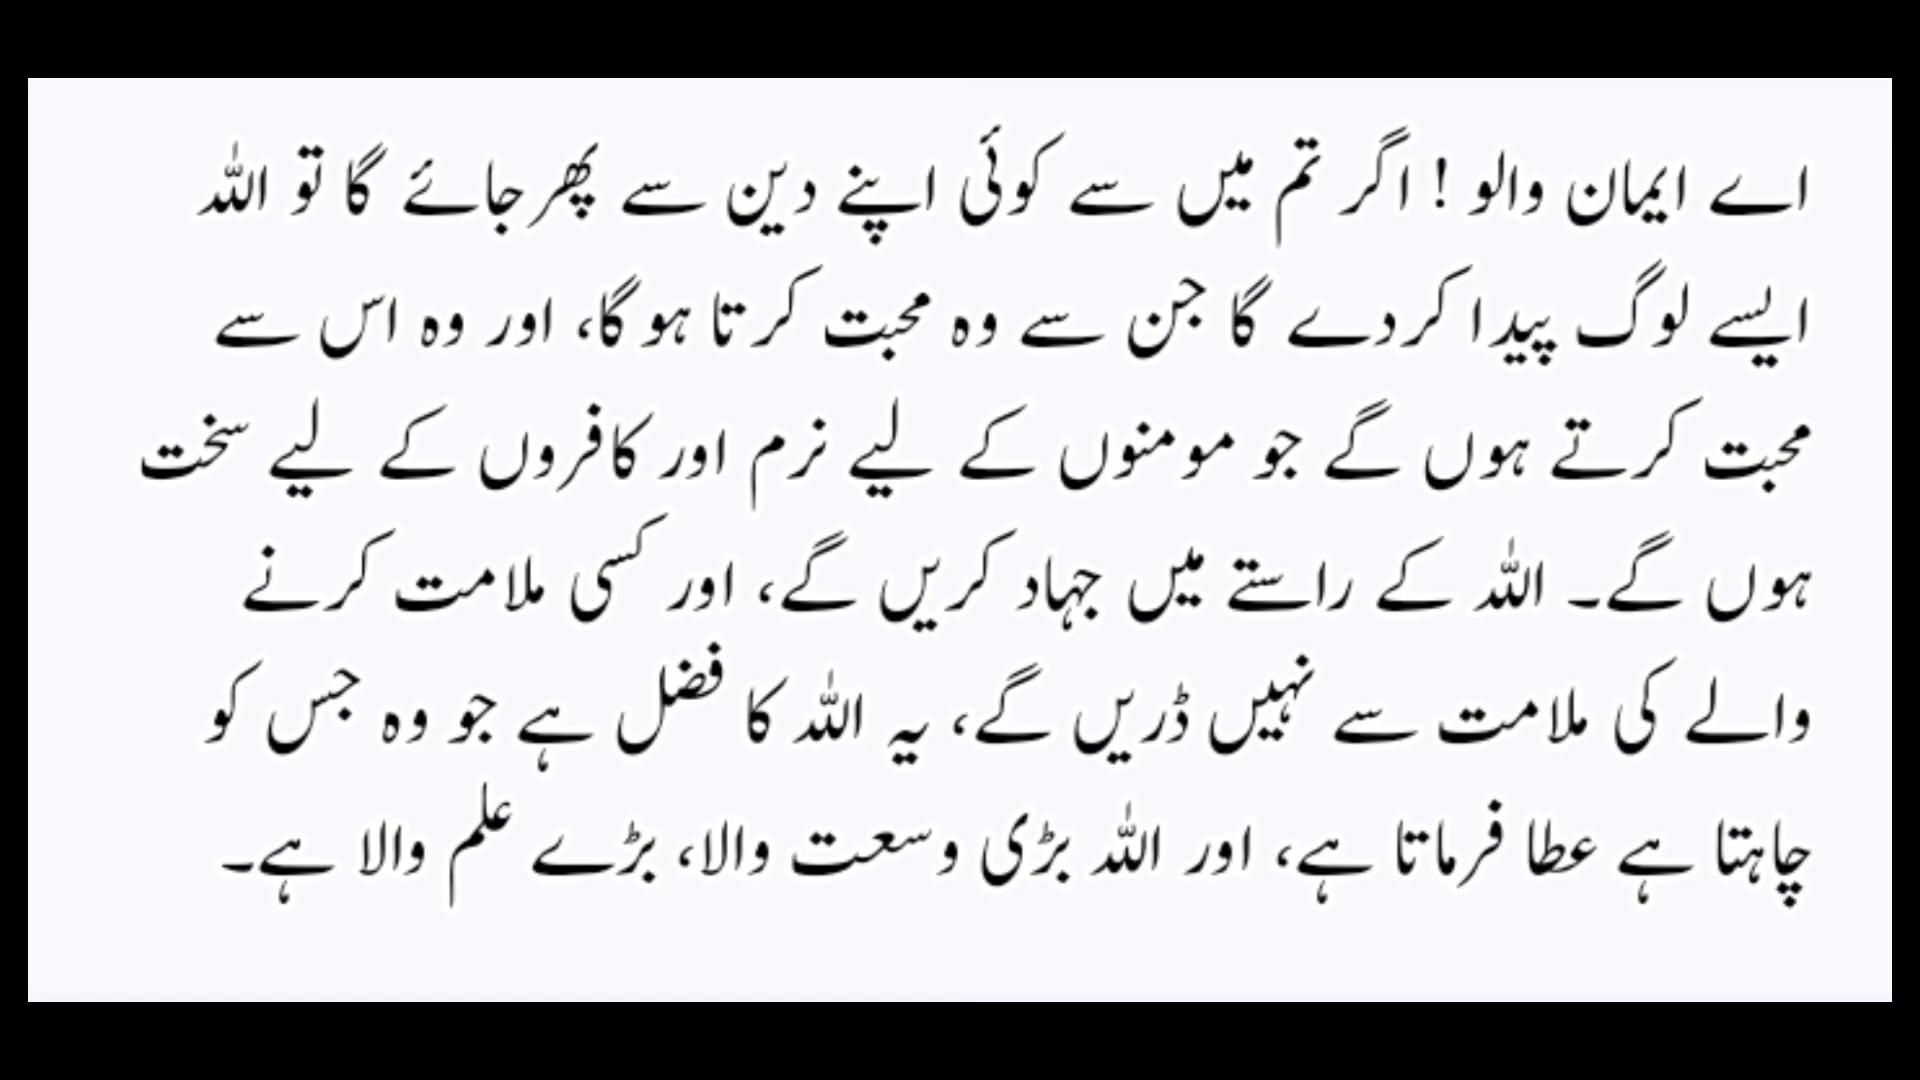 اے ایمان والو ! اگر تم میں سے کوئی اپنے دین سے پھر جائے گا تو اللہ
ایسے لوگ پیدا کردے گا جن سے وہ محبت کرتا ہوگا، اور وہ اس سے
محبت کرتے ہوں گے جو مومنوں کے لیے نرم اور کافروں کے لیے سخت
ہوں گے۔ اللہ کے راستے میں جہاد کریں گے، اور کسی ملامت کرنے
والے کی ملامت سے نہیں ڈریں گے، یہ اللہ کا فضل ہے جو وہ جس کو
چاہتا ہے عطا فرماتا ہے، اور اللہ بڑی وسعت والا، بڑے علم والا ہے۔